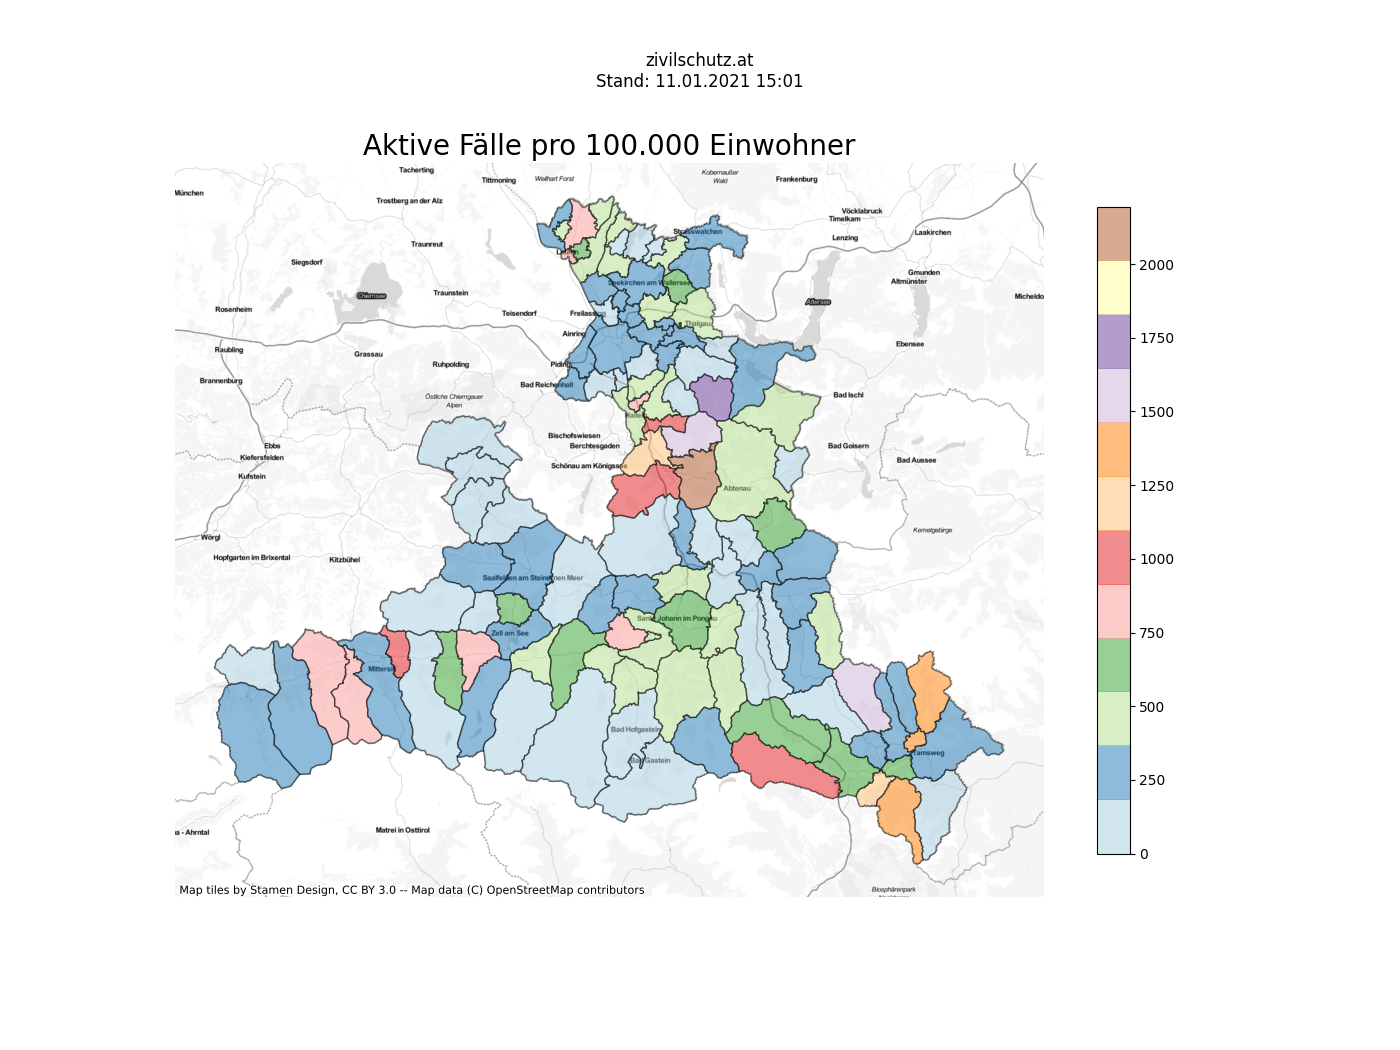 zivilschutz.at
Stand: 11.01.2021 15:01
Aktive Fälle pro 100.000 Einwohner
Tacherting
Tittmoning
Weilhart Forst
Kobernaußer
Wald
Frankenburg
München
Trostberg an der Alz
Vöcklabruck
Timelkam
Laakirchen
Lenzing
Strasswalchen
Traunreut
Siegsdorf
Gmunden
Altmünster
Seekirchen am Wallersee
Chiemsee
Traunstein
Micheldo
Attersee
Rosenheim
Teisendorf
Freilassing
Thalgau
Ainring
Ebensee
Raubling
Grassau
Ruhpolding
Piding
Brannenburg
Bad Reichenhall
Östliche Chiemgauer
Alpen
Bad Ischl
Hallein
Bischofswiesen
Berchtesgaden
Ebbs
Kiefersfelden
Bad Goisern
Bad Aussee
Schönau am Königssee
Kufstein
Abtenau
Kemetgebirge
Wörgl
Hopfgarten im Brixental
Kitzbühel
Saalfelden am Steinernen Meer
Sankt Johann im Pongau
Zell am See
Mittersill
Bad Hofgastein
Bad Gastein
Tamsweg
Matrei in Osttirol
a - Ahrntal
Biosphärenpark
Map tiles by Stamen Design, CC BY 3.0 -- Map data (C) OpenStreetMap contributors
2000
1750
1500
1250
1000
750
500
250
0